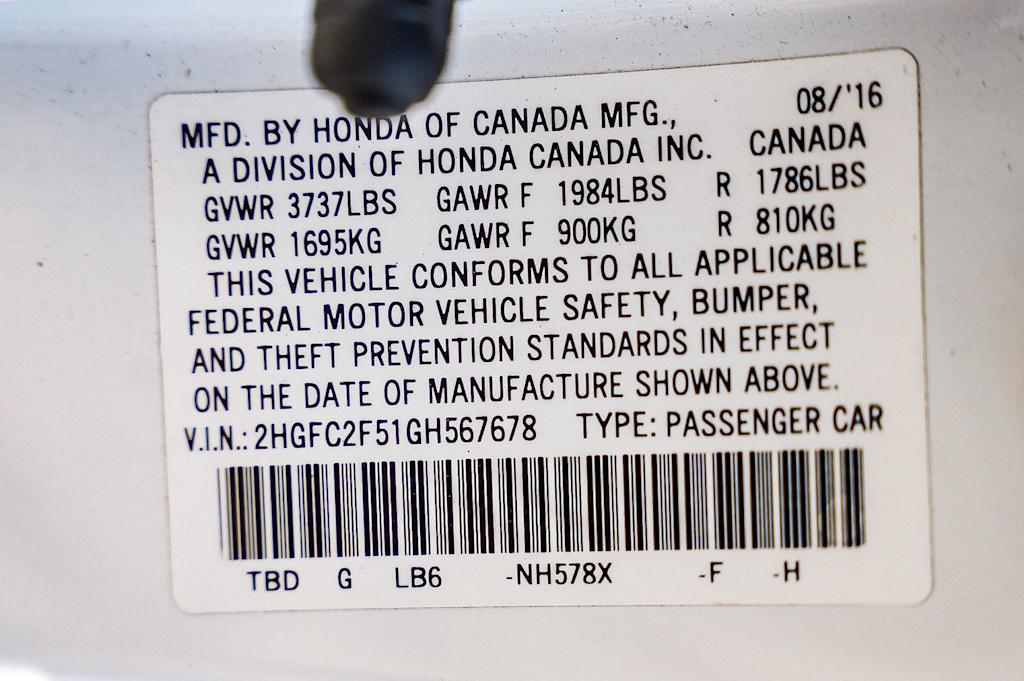 08/'16
MFD. BY HONDA OF CANADA MFG.,
A DIVISION OF HONDA CANADA INC. CANADA
GVWR 3737LBS GAWR F 1984LBS R 1786LBS
GVWR 1695KG GAWR F 900KG R 810KG
THIS VEHICLE CONFORMS TO ALL APPLICABLE
FEDERAL MOTOR VEHICLE SAFETY, BUMPER,
AND THEFT PREVENTION STANDARDS IN EFFECT
ON THE DATE OF MANUFACTURE SHOWN ABOVE.
V.I.N.: 2HGFC2F51GH567678 TYPE: PASSENGER CAR
TBD G LB6 -NH578X -F -H